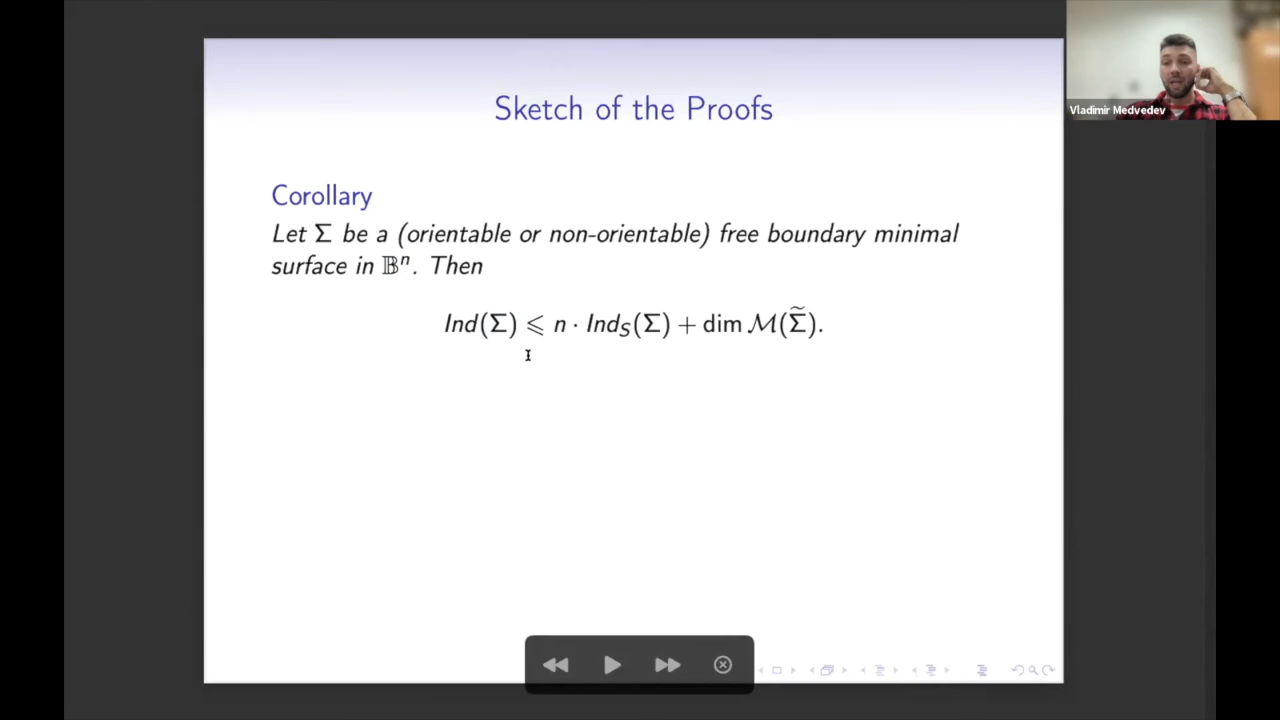 Vladimir Medvedev
Sketch of the Proofs
Corollary
Let Σ be a (orientable or non-orientable) free boundary minimal
surface in 𝔹ⁿ. Then
Ind(Σ) ⩽ n · Ind_S(Σ) + dim ℳ(Σ̃).